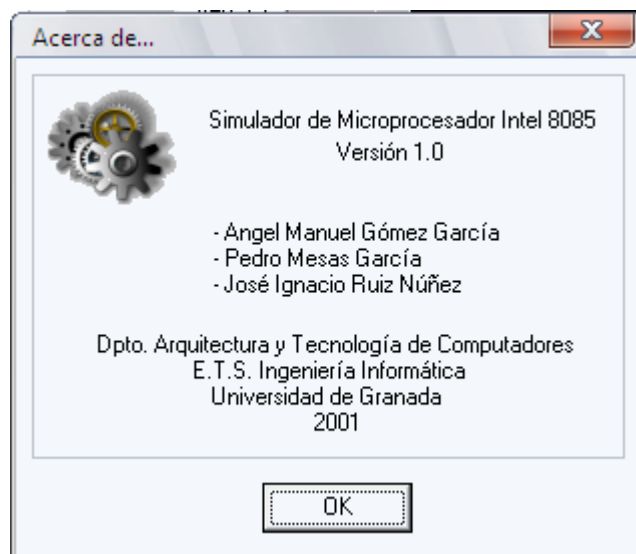 Acerca de...
Simulador de Microprocesador Intel 8085
Versión 1.0
- Angel Manuel Gómez García
- Pedro Mesas García
- José Ignacio Ruiz Núñez
Dpto. Arquitectura y Tecnología de Computadores
E.T.S. Ingeniería Informática
Universidad de Granada
2001
OK